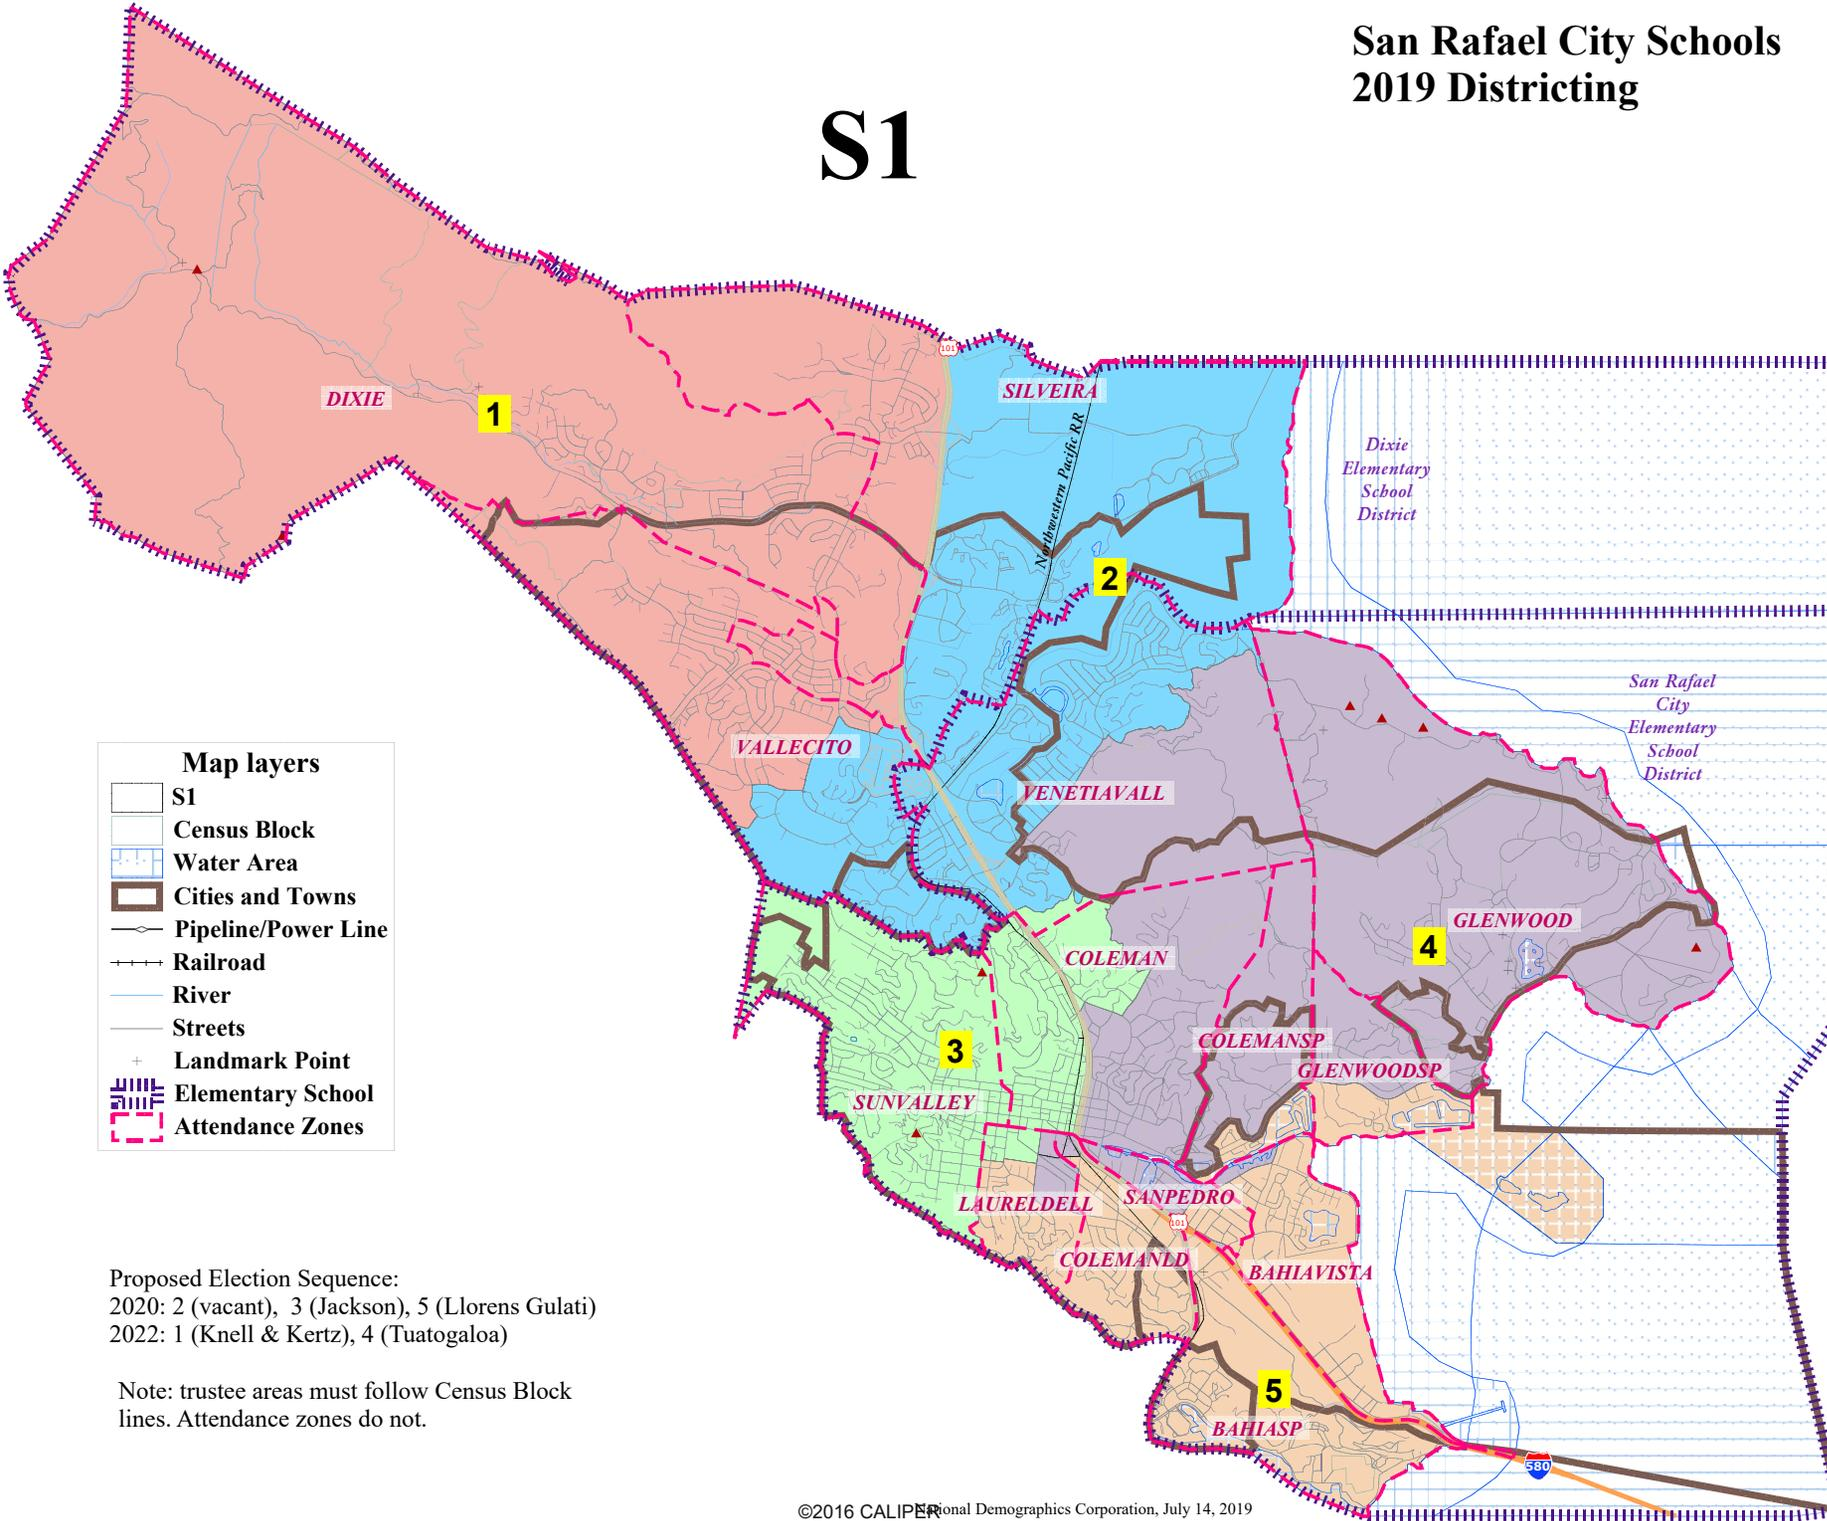 San Rafael City Schools
2019 Districting
S1
101
SILVEIRA
DIXIE
1
Northwestern Pacific RR
Dixie
Elementary
School
District
2
San Rafael
City
Elementary
School
District
VALLECITO
VENETIAVALL
Map layers
S1
Census Block
Water Area
Cities and Towns
Pipeline/Power Line
Railroad
River
Streets
Landmark Point
Elementary School
Attendance Zones
GLENWOOD
4
COLEMAN
3
COLEMANSP
GLENWOODSP
SUNVALLEY
LAURELDELL
SANPEDRO
101
COLEMANLD
BAHIAVISTA
Proposed Election Sequence:
2020: 2 (vacant), 3 (Jackson), 5 (Llorens Gulati)
2022: 1 (Knell & Kertz), 4 (Tuatogaloa)
Note: trustee areas must follow Census Block
lines. Attendance zones do not.
5
BAHIASP
580
©2016 CALIPER
National Demographics Corporation, July 14, 2019